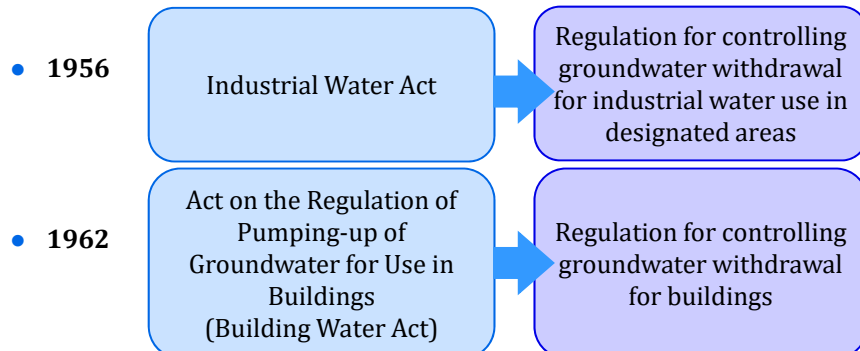 1956
Industrial Water Act
Regulation for controlling
groundwater withdrawal
for industrial water use in
designated areas
1962
Act on the Regulation of
Pumping-up of
Groundwater for Use in
Buildings
(Building Water Act)
Regulation for controlling
groundwater withdrawal
for buildings